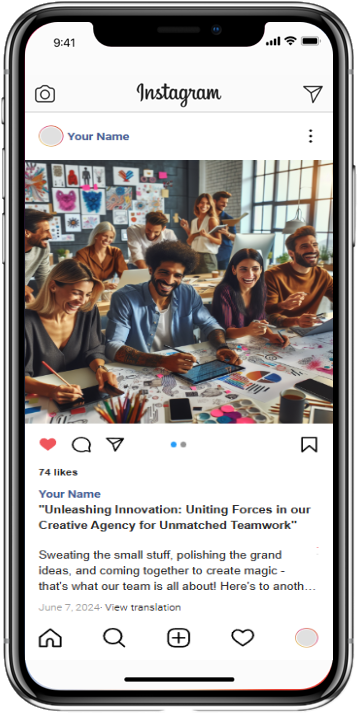 9:41
Instagram
Your Name
74 likes
Your Name
"Unleashing Innovation: Uniting Forces in our
Creative Agency for Unmatched Teamwork"
Sweating the small stuff, polishing the grand
ideas, and coming together to create magic -
that's what our team is all about! Here's to anoth...
June 7, 2024· View translation